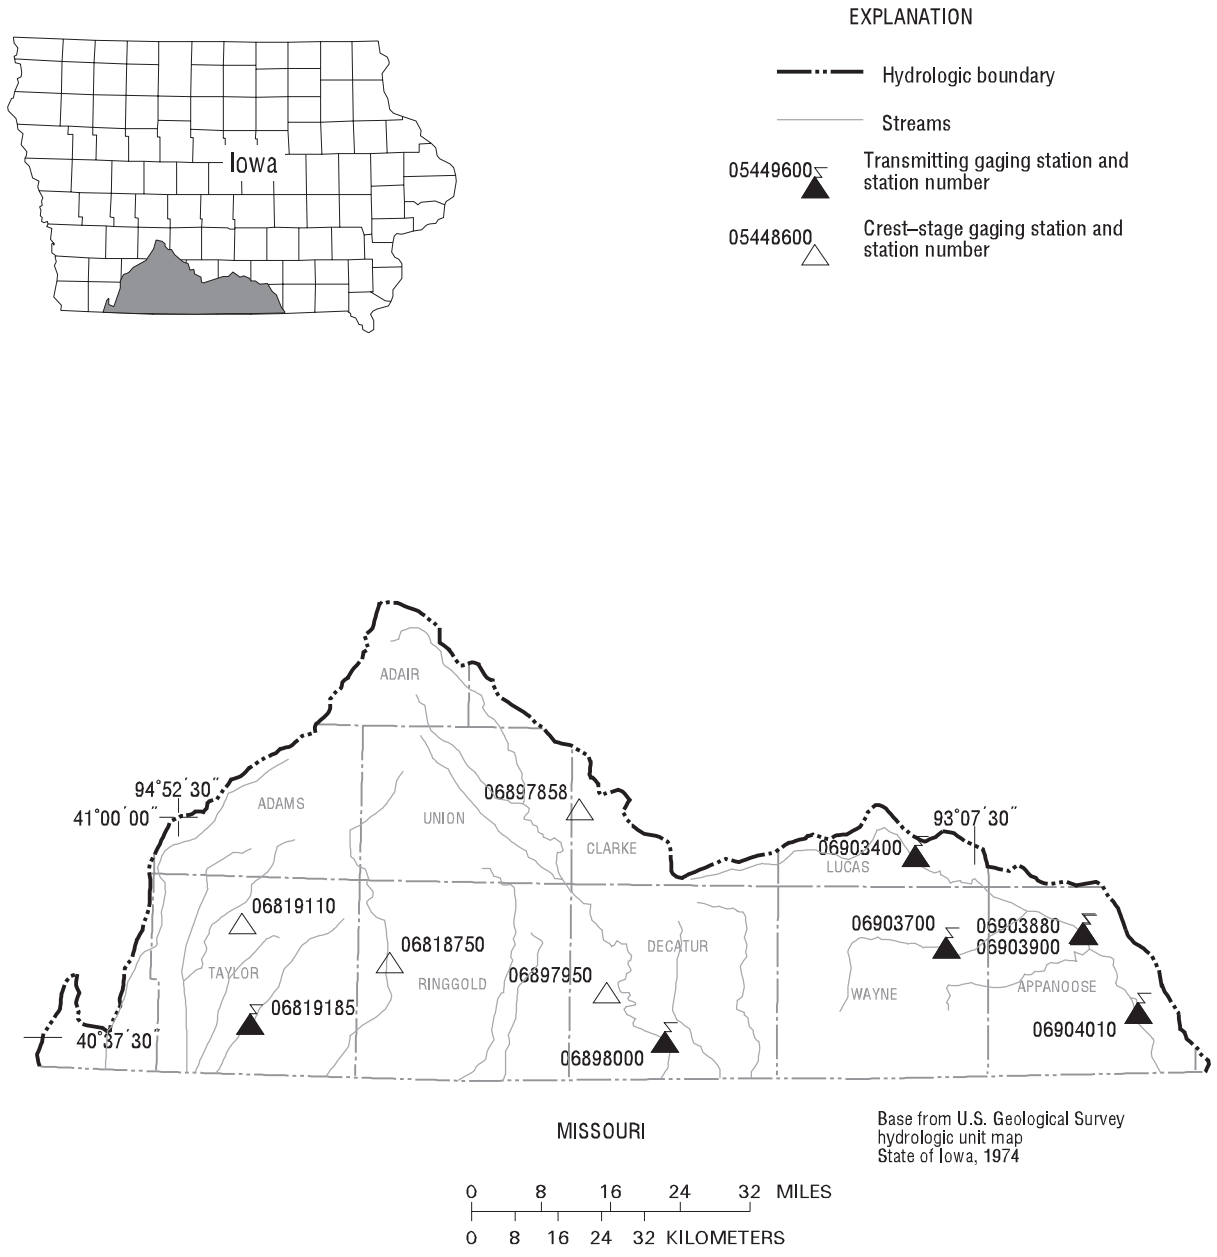 EXPLANATION
Hydrologic boundary
Streams
05449600
Transmitting gaging station and
station number
05448600
Crest–stage gaging station and
station number
Iowa
ADAIR
94°52′30″
41°00′00″
ADAMS
UNION
06897858
CLARKE
93°07′30″
06903400
LUCAS
06819110
06818750
TAYLOR
RINGGOLD
06897950
DECATUR
06903700
06903880
06903900
WAYNE
APPANOOSE
06819185
40°37′30″
06898000
06904010
MISSOURI
Base from U.S. Geological Survey
hydrologic unit map
State of Iowa, 1974
0 8 16 24 32 MILES
0 8 16 24 32 KILOMETERS